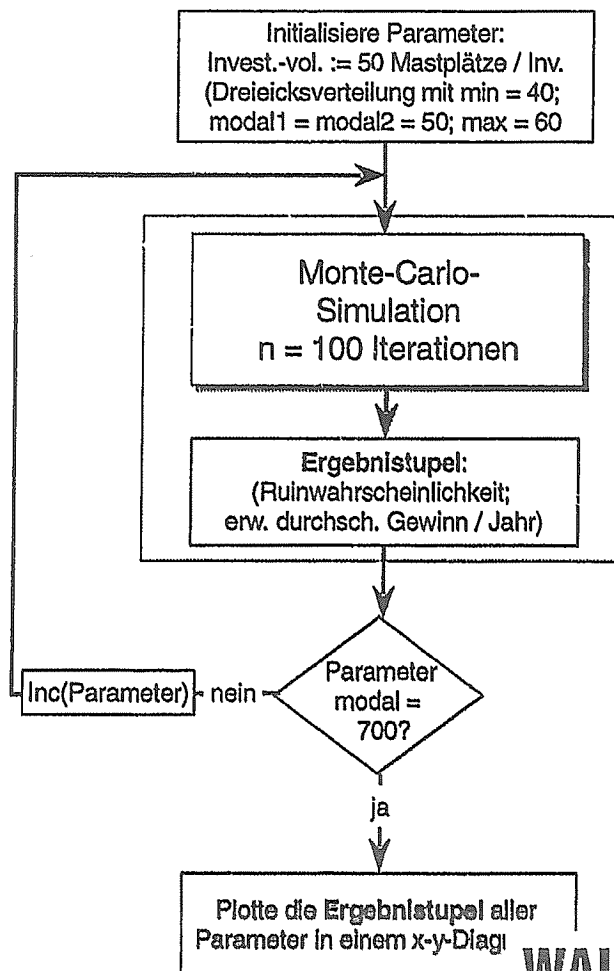 Initialisiere Parameter:
Invest.-vol. := 50 Mastplätze / Inv.
(Dreieicksverteilung mit min = 40;
modal1 = modal2 = 50; max = 60
Monte-Carlo-
Simulation
n = 100 Iterationen
Ergebnistupel:
(Ruinwahrscheinlichkeit;
erw. durchsch. Gewinn / Jahr)
Parameter
modal =
700?
Inc(Parameter)
nein
ja
Plotte die Ergebnistupel aller
Parameter in einem x-y-Diagr